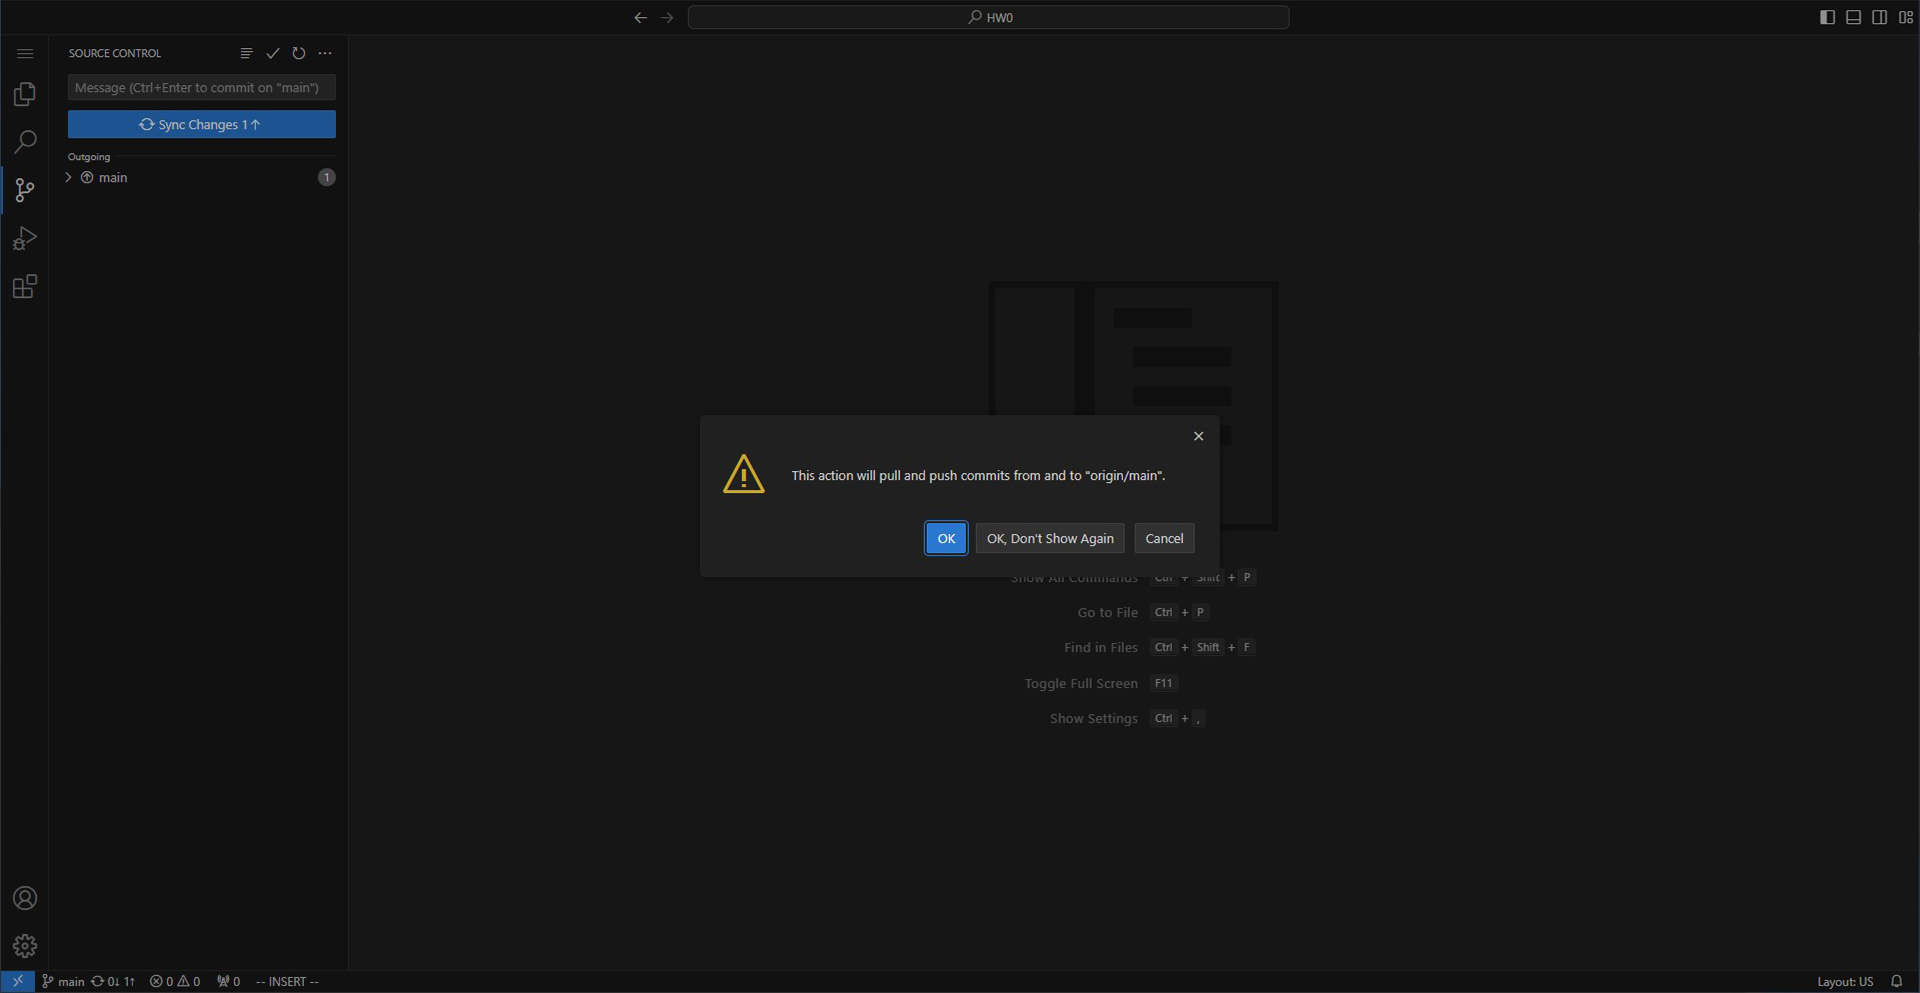 HW0
SOURCE CONTROL
Message (Ctrl+Enter to commit on "main")
Sync Changes 1↑
Outgoing
main 1
This action will pull and push commits from and to "origin/main".
OK OK, Don't Show Again Cancel
Show All Commands Ctrl + Shift + P
Go to File Ctrl + P
Find in Files Ctrl + Shift + F
Toggle Full Screen F11
Show Settings Ctrl + ,
main 0↓ 1↑ 0 0 0 -- INSERT -- Layout: US